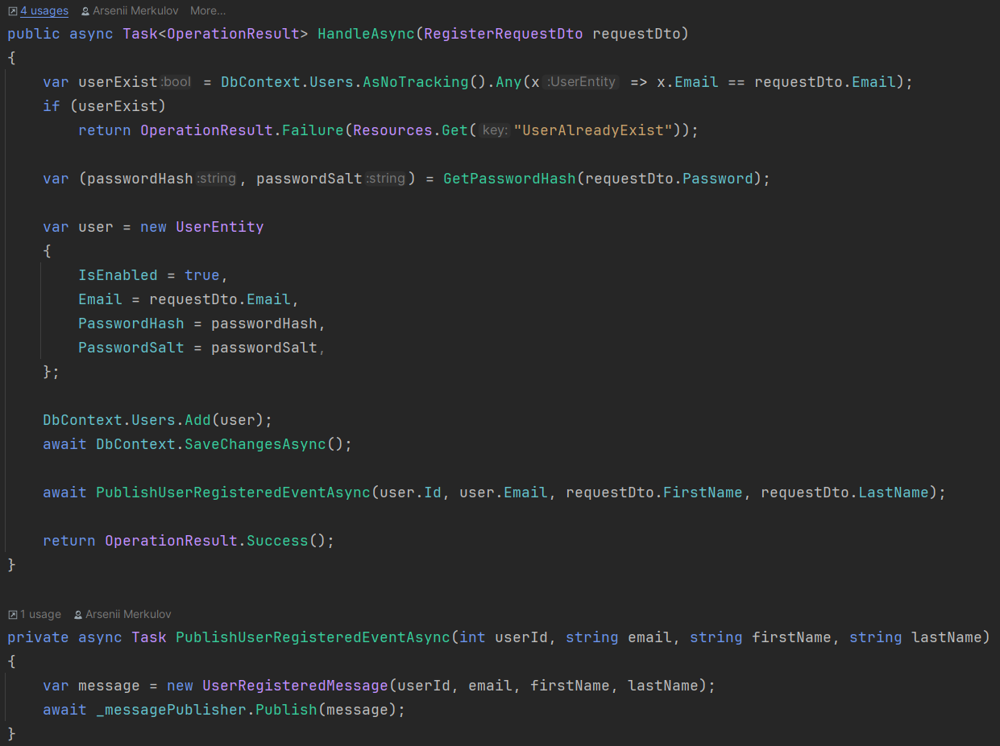 4 usages Arsenii Merkulov More...
public async Task<OperationResult> HandleAsync(RegisterRequestDto requestDto)
{
    var userExist :bool = DbContext.Users.AsNoTracking().Any(x :UserEntity => x.Email == requestDto.Email);
    if (userExist)
        return OperationResult.Failure(Resources.Get( key: "UserAlreadyExist"));

    var (passwordHash :string , passwordSalt :string ) = GetPasswordHash(requestDto.Password);

    var user = new UserEntity
    {
        IsEnabled = true,
        Email = requestDto.Email,
        PasswordHash = passwordHash,
        PasswordSalt = passwordSalt,
    };

    DbContext.Users.Add(user);
    await DbContext.SaveChangesAsync();

    await PublishUserRegisteredEventAsync(user.Id, user.Email, requestDto.FirstName, requestDto.LastName);

    return OperationResult.Success();
}

1 usage Arsenii Merkulov
private async Task PublishUserRegisteredEventAsync(int userId, string email, string firstName, string lastName)
{
    var message = new UserRegisteredMessage(userId, email, firstName, lastName);
    await _messagePublisher.Publish(message);
}